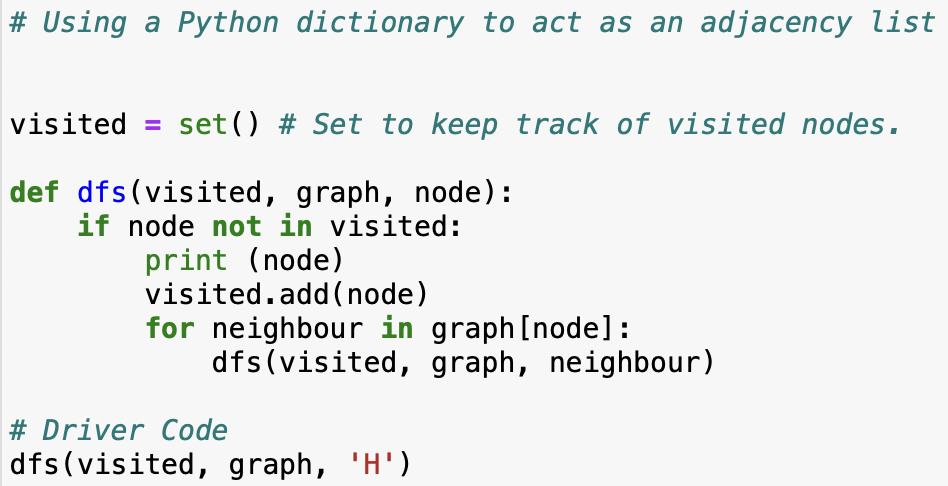 # Using a Python dictionary to act as an adjacency list
visited = set() # Set to keep track of visited nodes.
def dfs(visited, graph, node):
    if node not in visited:
        print (node)
        visited.add(node)
        for neighbour in graph[node]:
            dfs(visited, graph, neighbour)
# Driver Code
dfs(visited, graph, 'H')